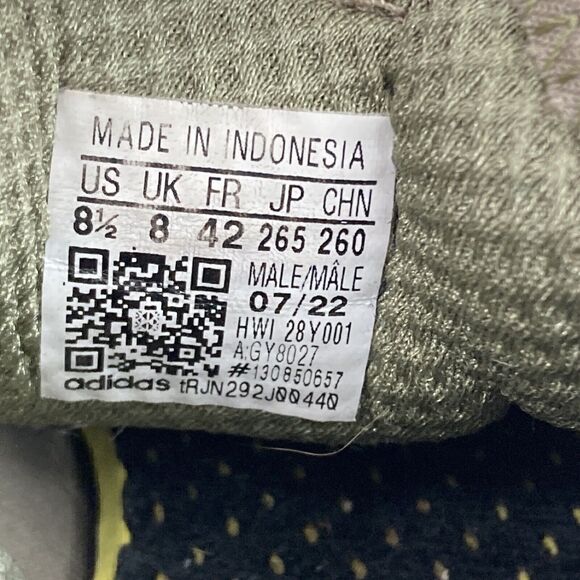 MADE IN INDONESIA
US UK FR JP CHN
8½ 8 42 265 260
MALE/MÂLE
07/22
HWI 28Y001
A:GY8027
#130850657
adidas tRJN292J00440